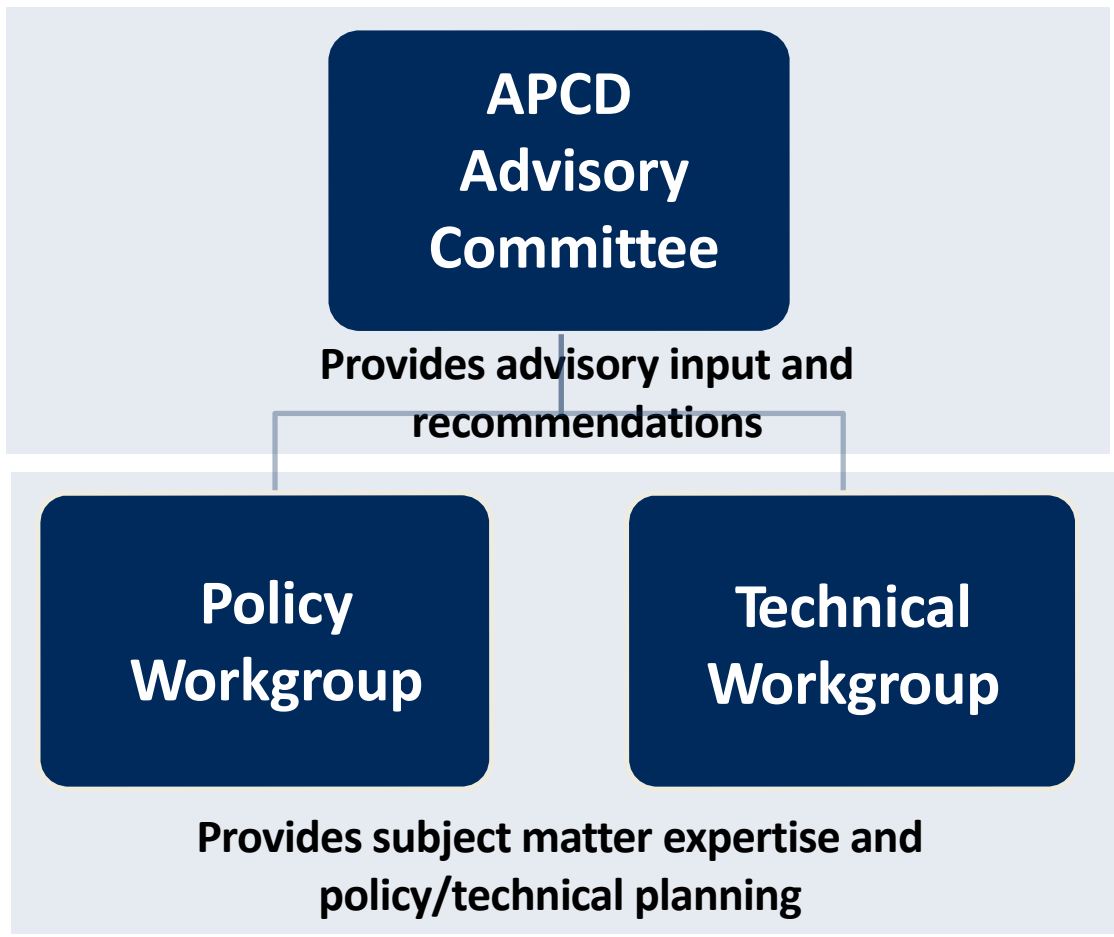 APCD
Advisory
Committee
Provides advisory input and
recommendations
Policy
Workgroup
Technical
Workgroup
Provides subject matter expertise and
policy/technical planning